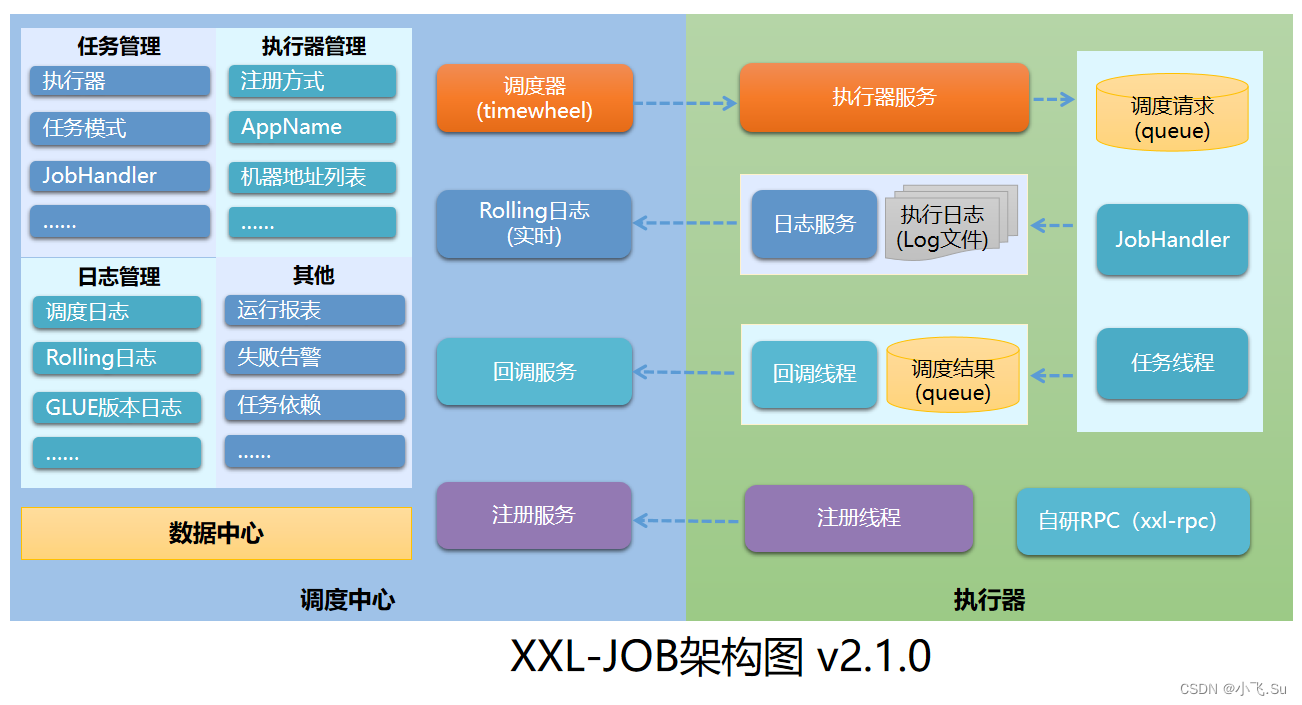 任务管理
执行器
任务模式
JobHandler
......
执行器管理
注册方式
AppName
机器地址列表
......
日志管理
调度日志
Rolling日志
GLUE版本日志
......
其他
运行报表
失败告警
任务依赖
......
数据中心
调度器
(timewheel)
Rolling日志
(实时)
回调服务
注册服务
调度中心
执行器服务
日志服务
执行日志
(Log文件)
回调线程
调度结果
(queue)
注册线程
调度请求
(queue)
JobHandler
任务线程
自研RPC（xxl-rpc）
执行器
XXL-JOB架构图 v2.1.0
CSDN @小飞.Su